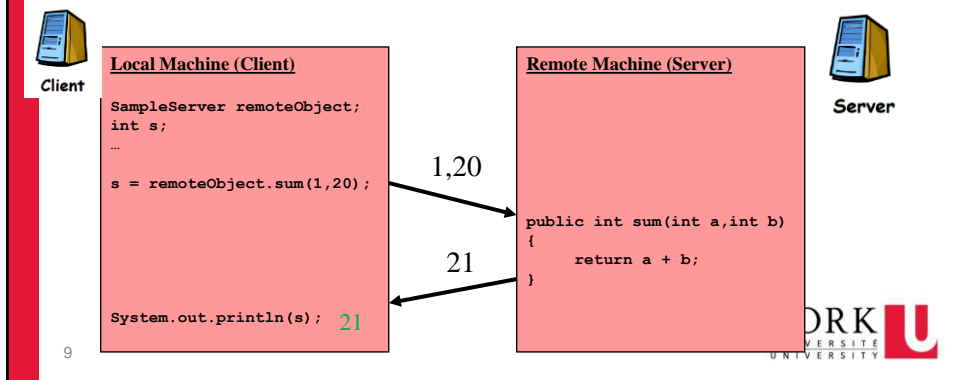 Client
Local Machine (Client)
SampleServer remoteObject;
int s;
…
s = remoteObject.sum(1,20);
System.out.println(s); 21
1,20
21
Remote Machine (Server)
public int sum(int a,int b)
{
return a + b;
}
Server
9
U
UNIVERSITY